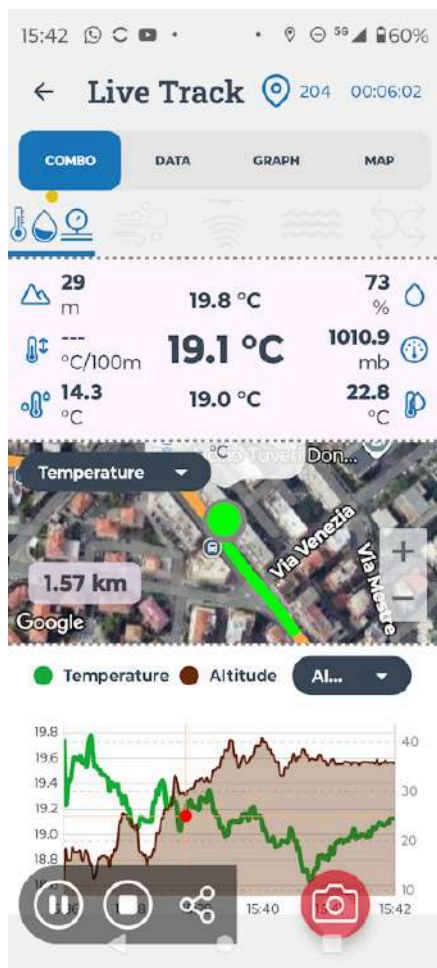 15:42 5G 60%
Live Track 204 00:06:02
COMBO DATA GRAPH MAP
29 m 19.8 °C 73 %
--- °C/100m 19.1 °C 1010.9 mb
14.3 °C 19.0 °C 22.8 °C
°C Tuveri Don...
Temperature
Via Venezia
Via Mestre
1.57 km
+
−
Google
Temperature Altitude Al...
19.8
19.6 40
19.4
19.2 30
19.0 20
18.8
10
15:40 15:42